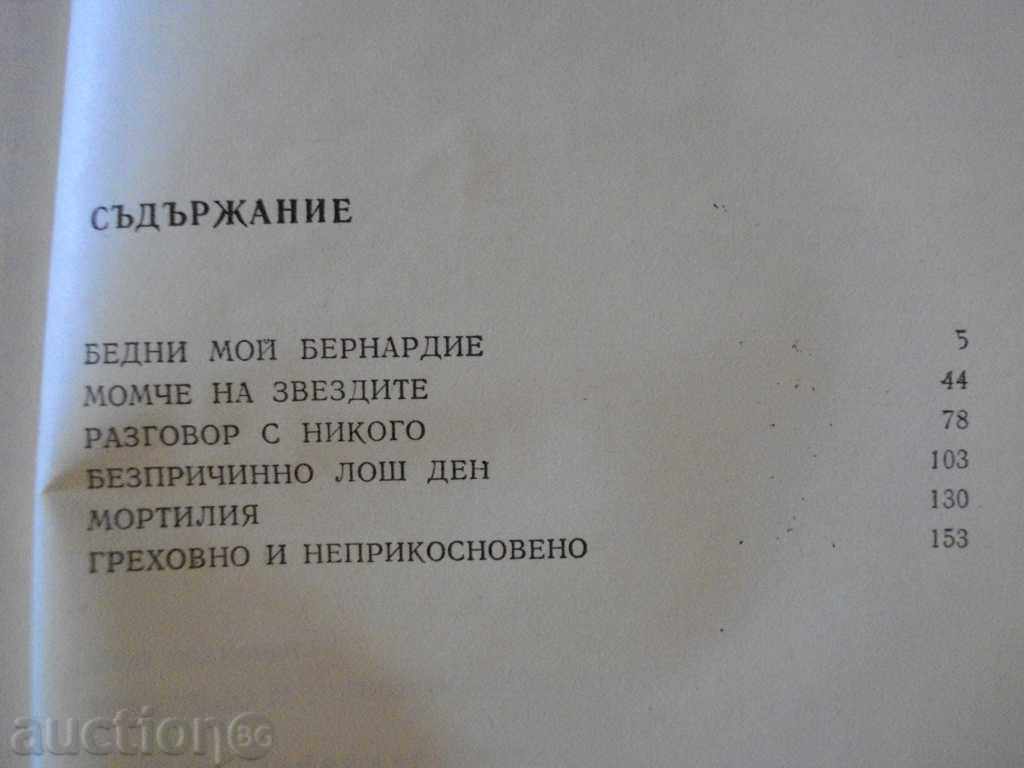 СЪДЪРЖАНИЕ
БЕДНИ МОЙ БЕРНАРДИЕ 5
МОМЧЕ НА ЗВЕЗДИТЕ 44
РАЗГОВОР С НИКОГО 78
БЕЗПРИЧИННО ЛОШ ДЕН 103
МОРТИЛИЯ 130
ГРЕХОВНО И НЕПРИКОСНОВЕНО 153
auction BG